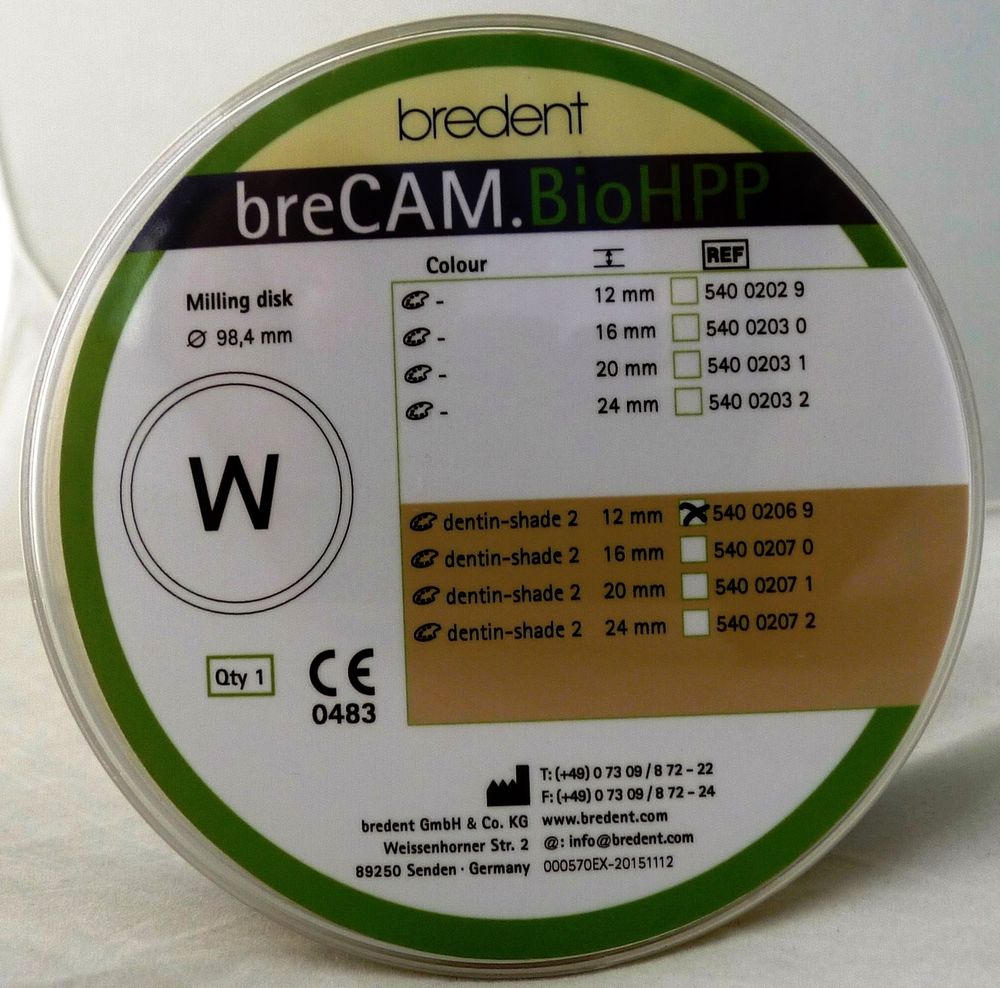 bredent
breCAM.BioHPP
Colour REF
Milling disk
Ø 98,4 mm
- 12 mm 540 0202 9
- 16 mm 540 0203 0
- 20 mm 540 0203 1
- 24 mm 540 0203 2
W
dentin-shade 2 12 mm 540 0206 9
dentin-shade 2 16 mm 540 0207 0
dentin-shade 2 20 mm 540 0207 1
dentin-shade 2 24 mm 540 0207 2
Qty 1
CE
0483
T: (+49) 0 73 09 / 8 72 - 22
F: (+49) 0 73 09 / 8 72 - 24
bredent GmbH & Co. KG www.bredent.com
Weissenhorner Str. 2 @: info@bredent.com
89250 Senden · Germany 000570EX-20151112